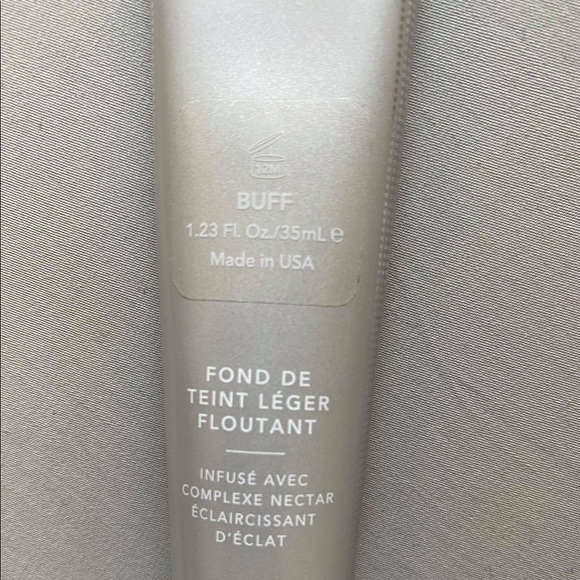 12M
BUFF
1.23 Fl. Oz./35mL e
Made in USA
FOND DE
TEINT LÉGER
FLOUTANT
INFUSÉ AVEC
COMPLEXE NECTAR
ÉCLAIRCISSANT
D'ÉCLAT